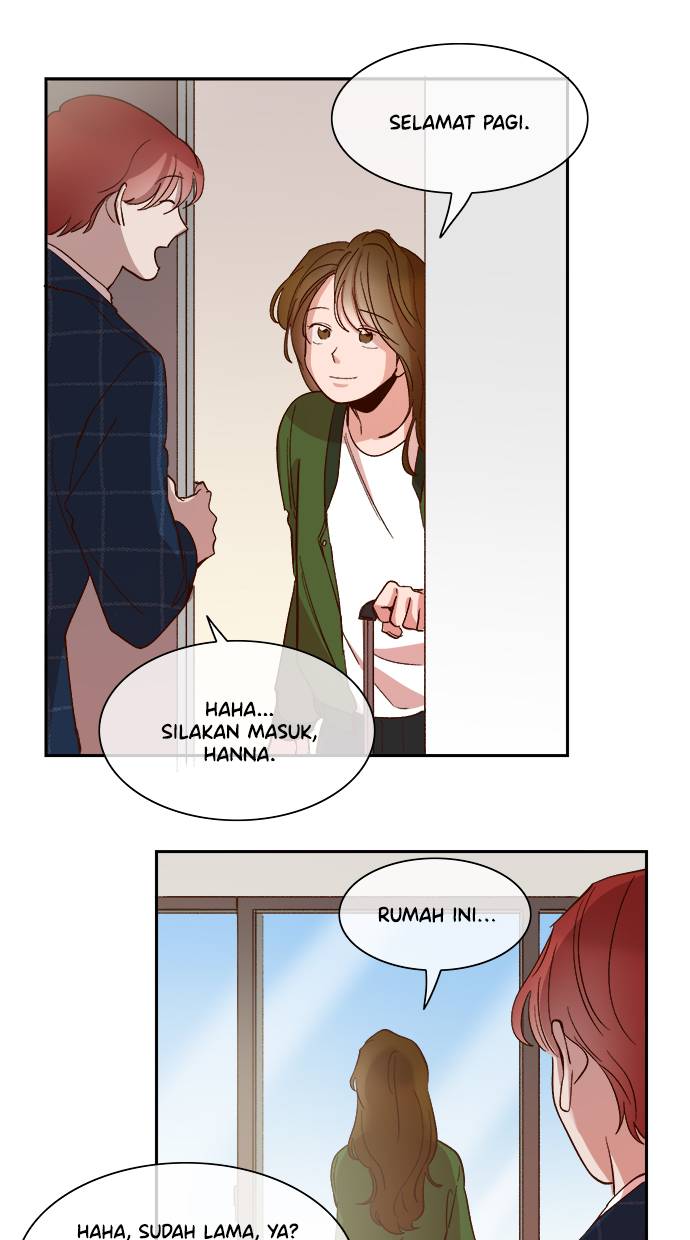 SELAMAT PAGI.
HAHA...
SILAKAN MASUK,
HANNA.
RUMAH INI...
HAHA, SUDAH LAMA, YA?